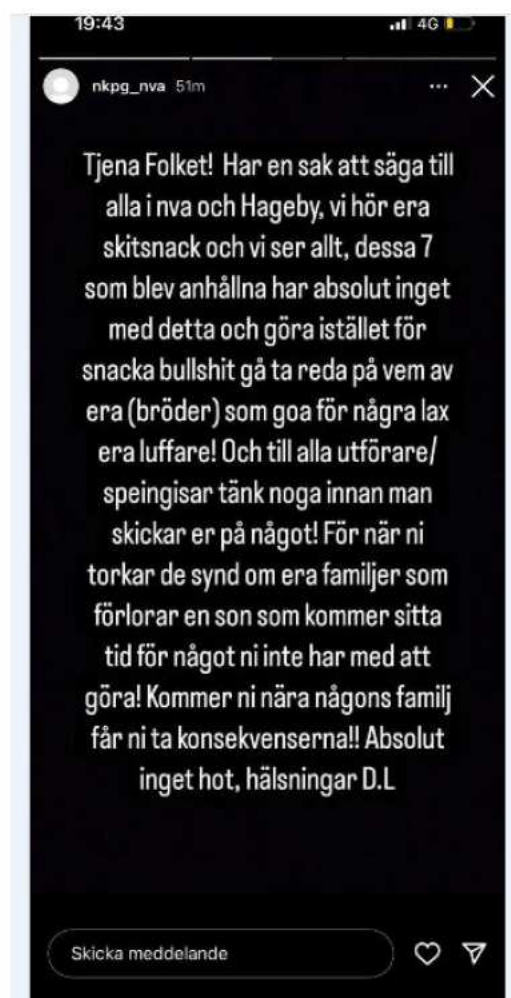 19:43
4G
nkpg_nva 51m
Tjena Folket! Har en sak att säga till
alla i nva och Hageby, vi hör era
skitsnack och vi ser allt, dessa 7
som blev anhållna har absolut inget
med detta och göra istället för
snacka bullshit gå ta reda på vem av
era (bröder) som goa för några lax
era luffare! Och till alla utförare/
speingisar tänk noga innan man
skickar er på något! För när ni
torkar de synd om era familjer som
förlorar en son som kommer sitta
tid för något ni inte har med att
göra! Kommer ni nära någons familj
får ni ta konsekvenserna!! Absolut
inget hot, hälsningar D.L
Skicka meddelande